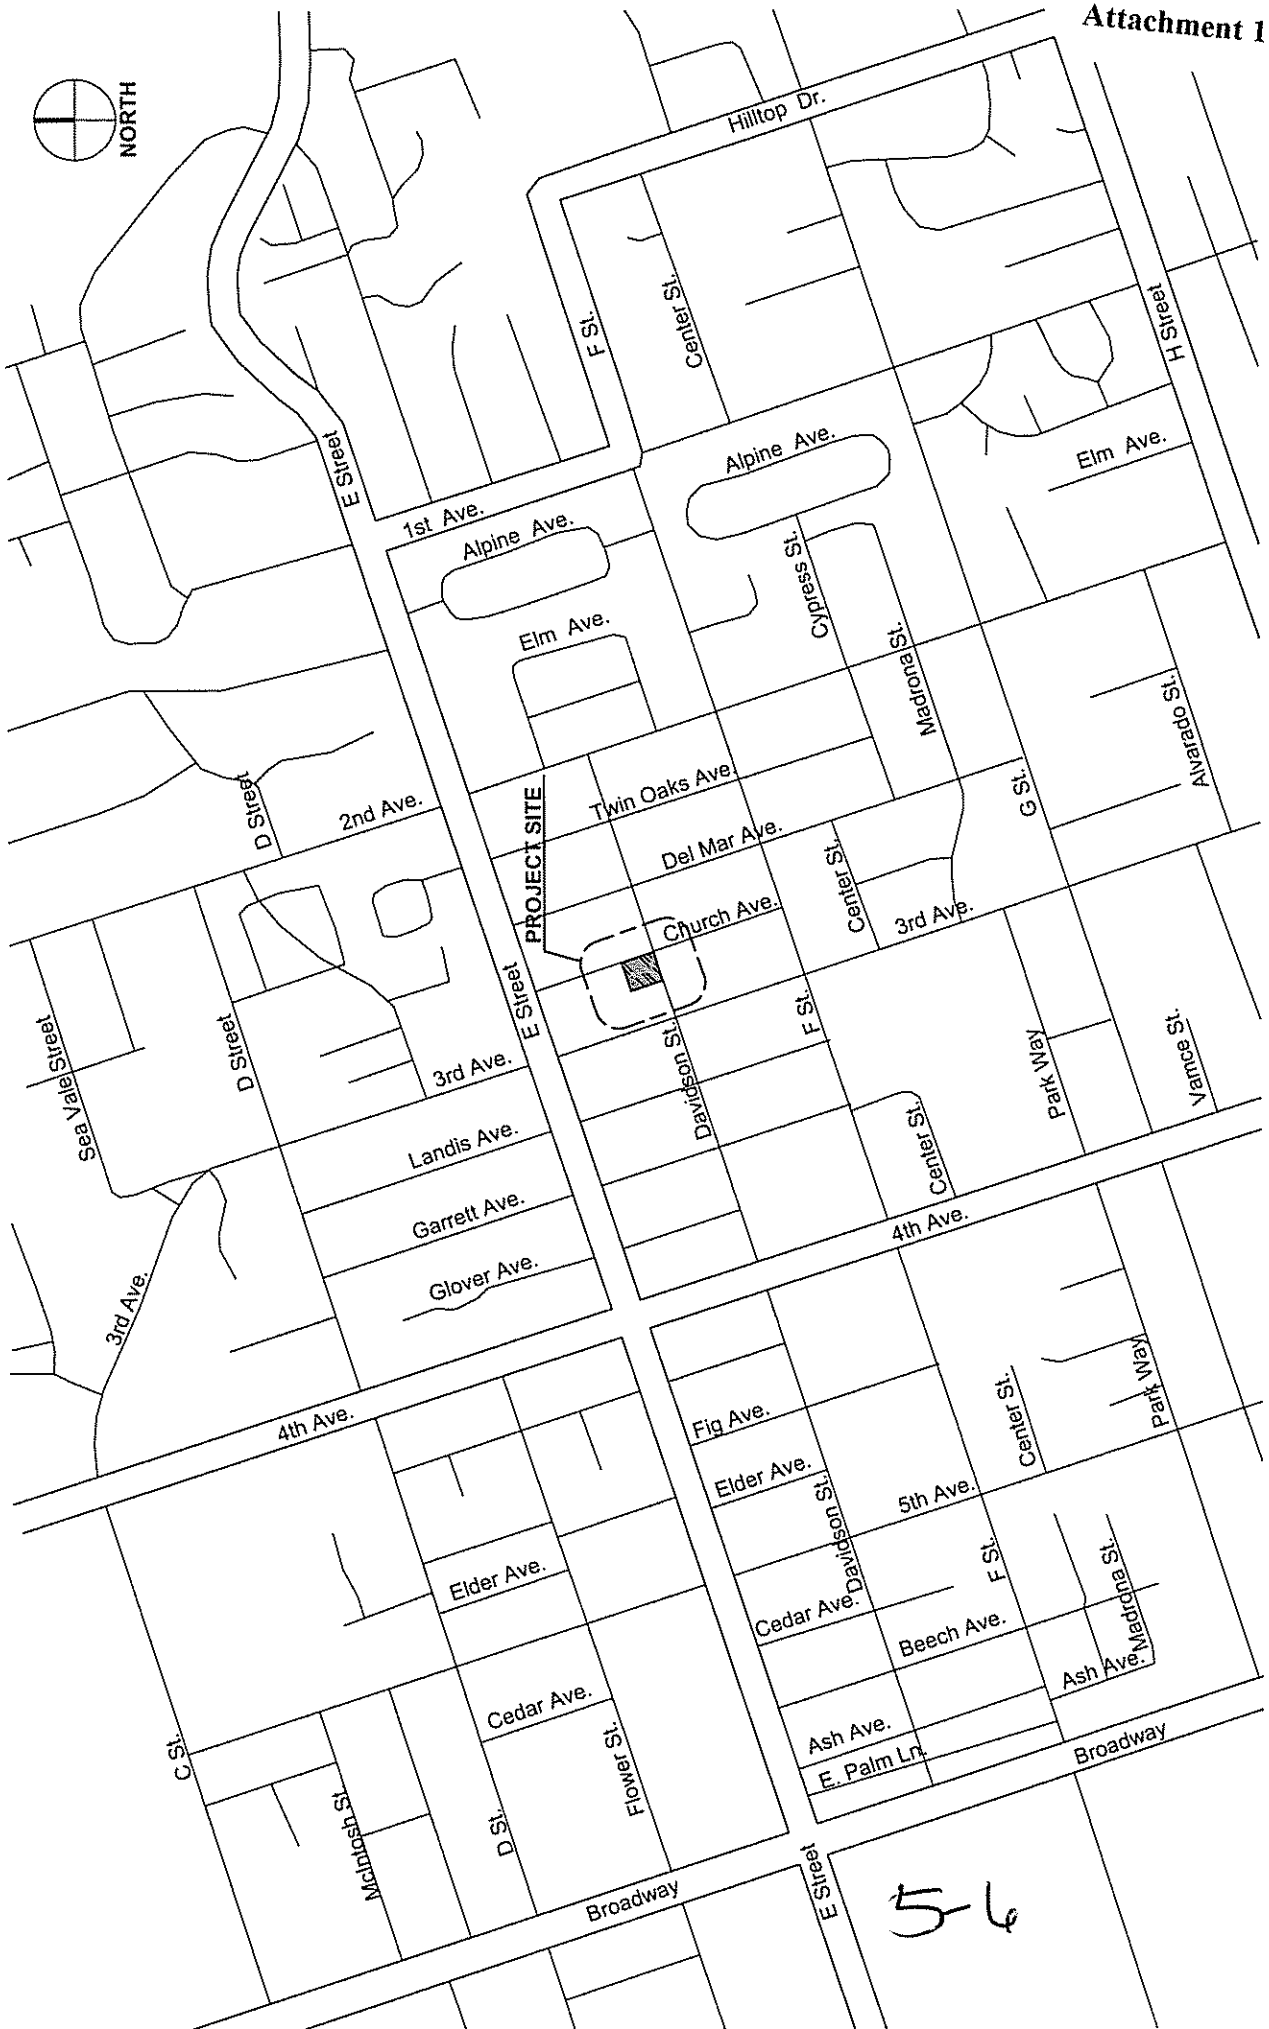 Attachment 1
NORTH
Hilltop Dr.
F St.
Center St.
H Street
E Street
1st Ave.
Alpine Ave.
Alpine Ave.
Elm Ave.
Elm Ave.
Cypress St.
Madrona St.
Alvarado St.
D Street
2nd Ave.
PROJECT SITE
Twin Oaks Ave.
Del Mar Ave.
G St.
Center St.
Church Ave.
3rd Ave.
E Street
Sea Vale Street
D Street
3rd Ave.
Davidson St.
F St.
Park Way
Vamce St.
Landis Ave.
Center St.
Garrett Ave.
4th Ave.
Glover Ave.
3rd Ave.
4th Ave.
Fig Ave.
Center St.
Park Way
Elder Ave.
Davidson St.
5th Ave.
Elder Ave.
F St.
Madrona St.
Cedar Ave.
Beech Ave.
Ash Ave.
Cedar Ave.
C St.
Flower St.
Ash Ave.
E. Palm Ln.
Broadway
McIntosh St.
D St.
Broadway
E Street
5-6